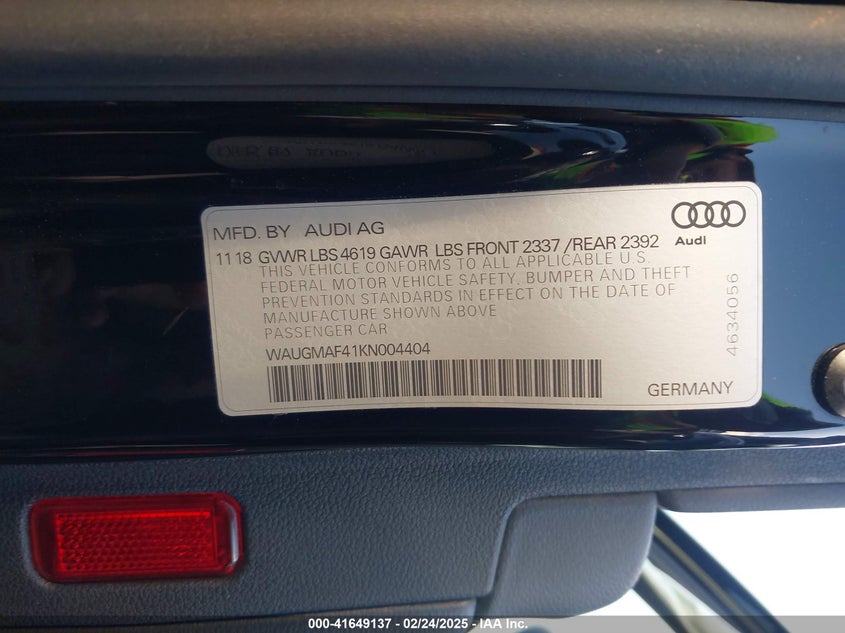 MFD. BY AUDI AG
Audi
11 18 GVWR LBS 4619 GAWR LBS FRONT 2337 /REAR 2392
THIS VEHICLE CONFORMS TO ALL APPLICABLE U.S.
FEDERAL MOTOR VEHICLE SAFETY, BUMPER AND THEFT
PREVENTION STANDARDS IN EFFECT ON THE DATE OF
MANUFACTURE SHOWN ABOVE
PASSENGER CAR
WAUGMAF41KN004404
4634056
GERMANY
000-41649137 - 02/24/2025 - IAA, Inc.